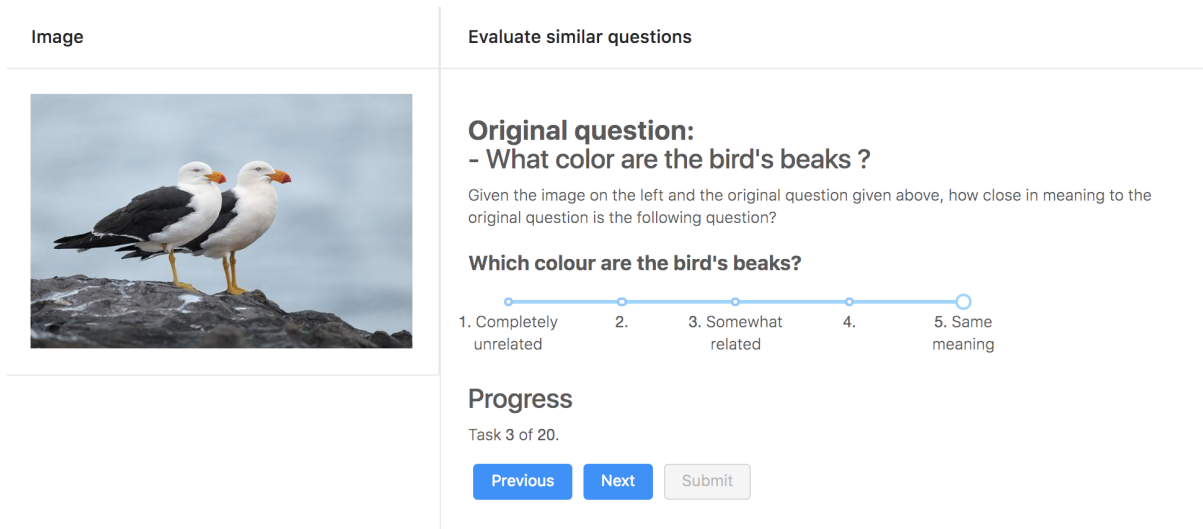 Image
Evaluate similar questions
Original question:
- What color are the bird's beaks ?
Given the image on the left and the original question given above, how close in meaning to the
original question is the following question?
Which colour are the bird's beaks?
1. Completely unrelated
2.
3. Somewhat related
4.
5. Same meaning
Progress
Task 3 of 20.
Previous
Next
Submit